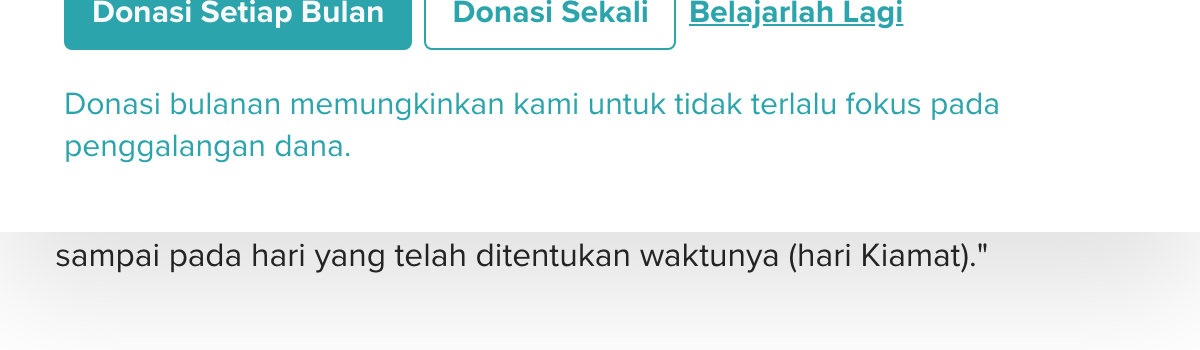 Donasi Setiap Bulan Donasi Sekali Belajarlah Lagi
Donasi bulanan memungkinkan kami untuk tidak terlalu fokus pada
penggalangan dana.
sampai pada hari yang telah ditentukan waktunya (hari Kiamat)."